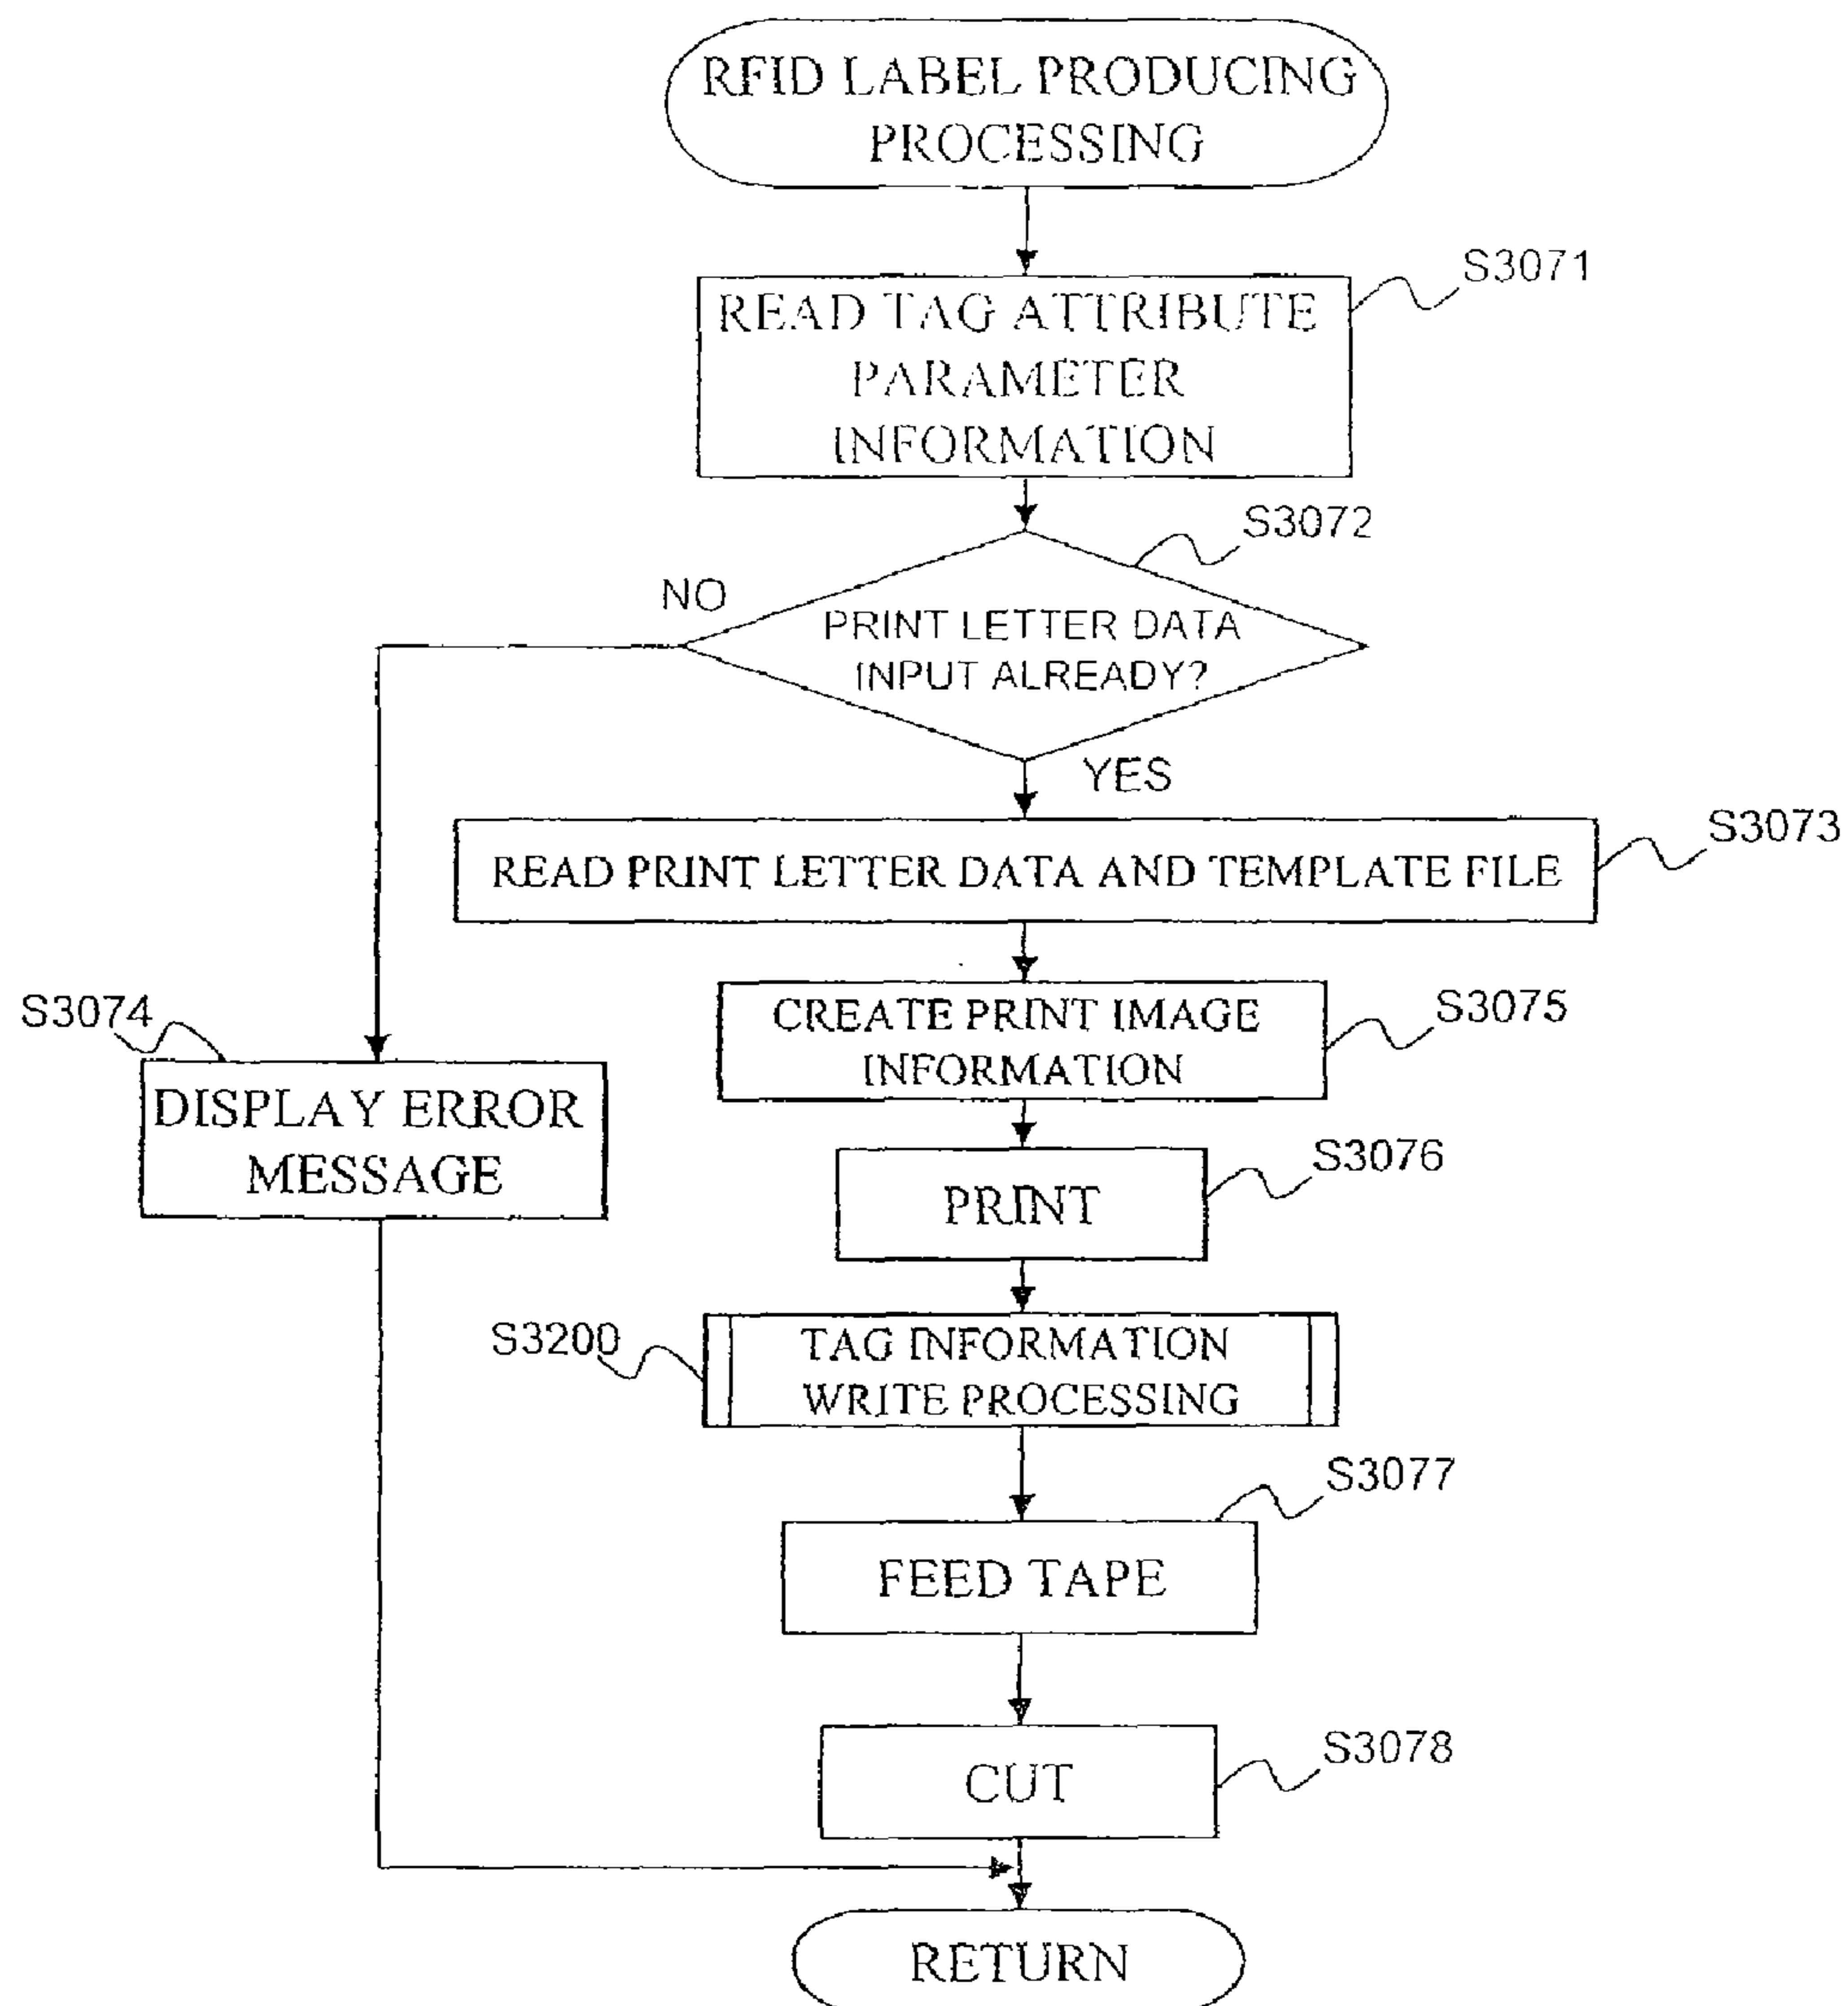 RFID LABEL PRODUCING
PROCESSING
S3071
READ TAG ATTRIBUTE
PARAMETER
INFORMATION
S3072
NO
PRINT LETTER DATA
INPUT ALREADY?
YES
S3073
READ PRINT LETTER DATA AND TEMPLATE FILE
S3074
DISPLAY ERROR
MESSAGE
S3075
CREATE PRINT IMAGE
INFORMATION
S3076
PRINT
S3200
TAG INFORMATION
WRITE PROCESSING
S3077
FEED TAPE
S3078
CUT
RETURN